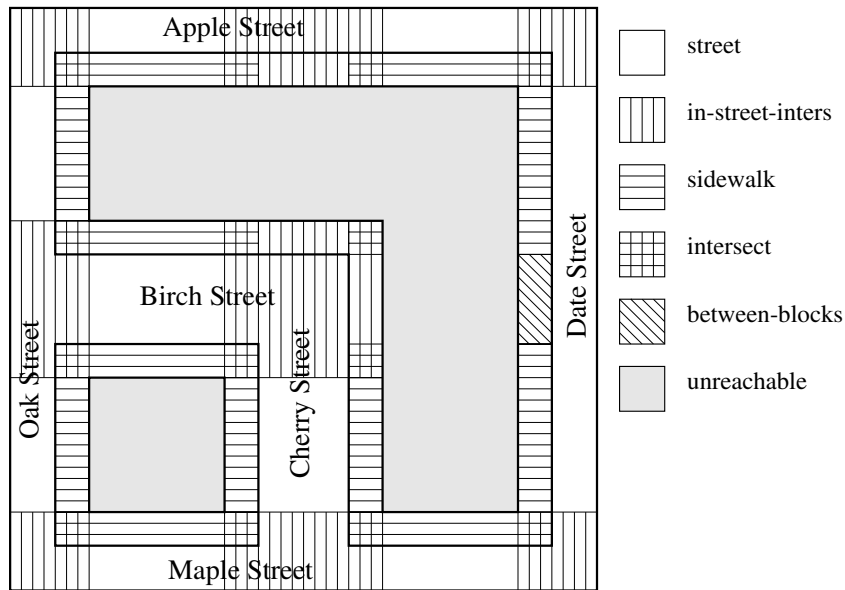 Apple Street
street
in-street-inters
sidewalk
intersect
Birch Street
Date Street
between-blocks
Oak Street
Cherry Street
unreachable
Maple Street